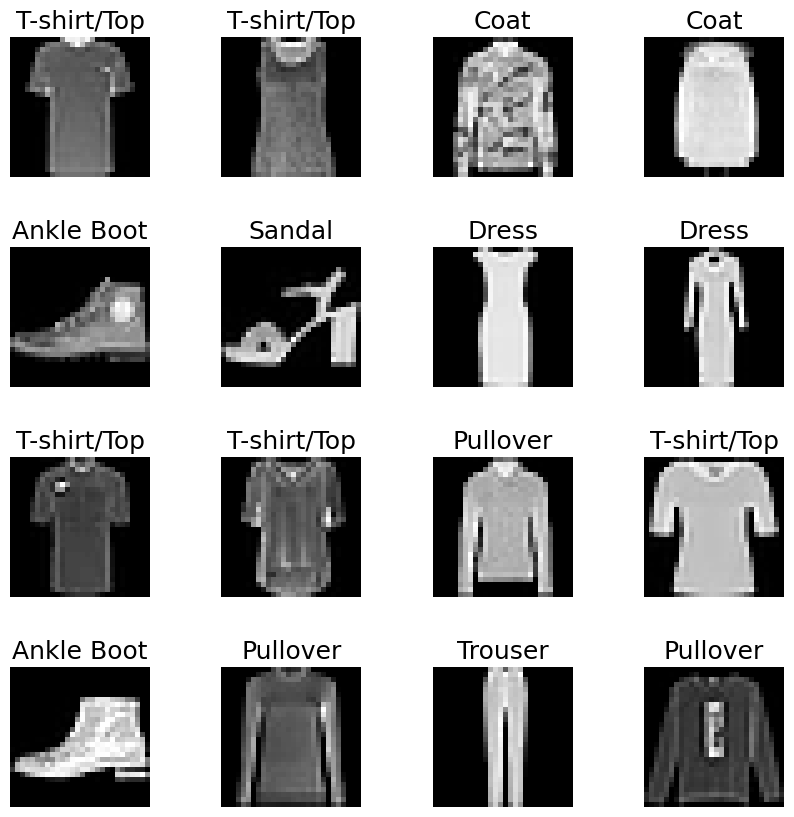 T-shirt/Top T-shirt/Top Coat Coat
Ankle Boot Sandal Dress Dress
T-shirt/Top T-shirt/Top Pullover T-shirt/Top
Ankle Boot Pullover Trouser Pullover